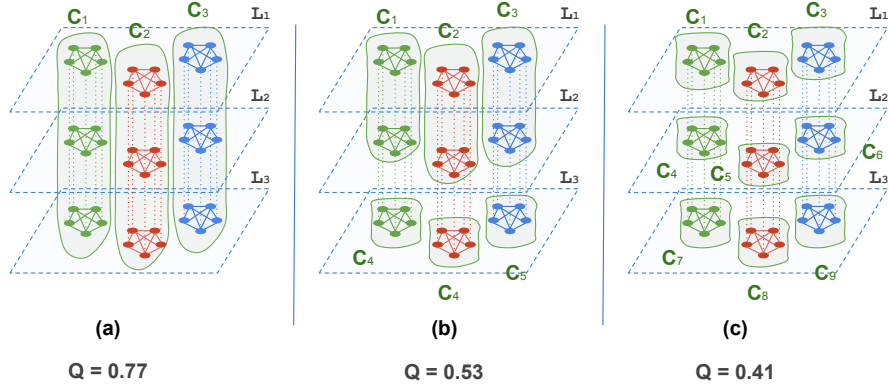 C₁ C₂ C₃ L₁
L₂
L₃
(a)
Q = 0.77
C₁ C₂ C₃ L₁
L₂
L₃
C₄ C₄ C₅
(b)
Q = 0.53
C₁ C₂ C₃ L₁
L₂
C₄ C₅ C₆
L₃
C₇ C₈ C₉
(c)
Q = 0.41